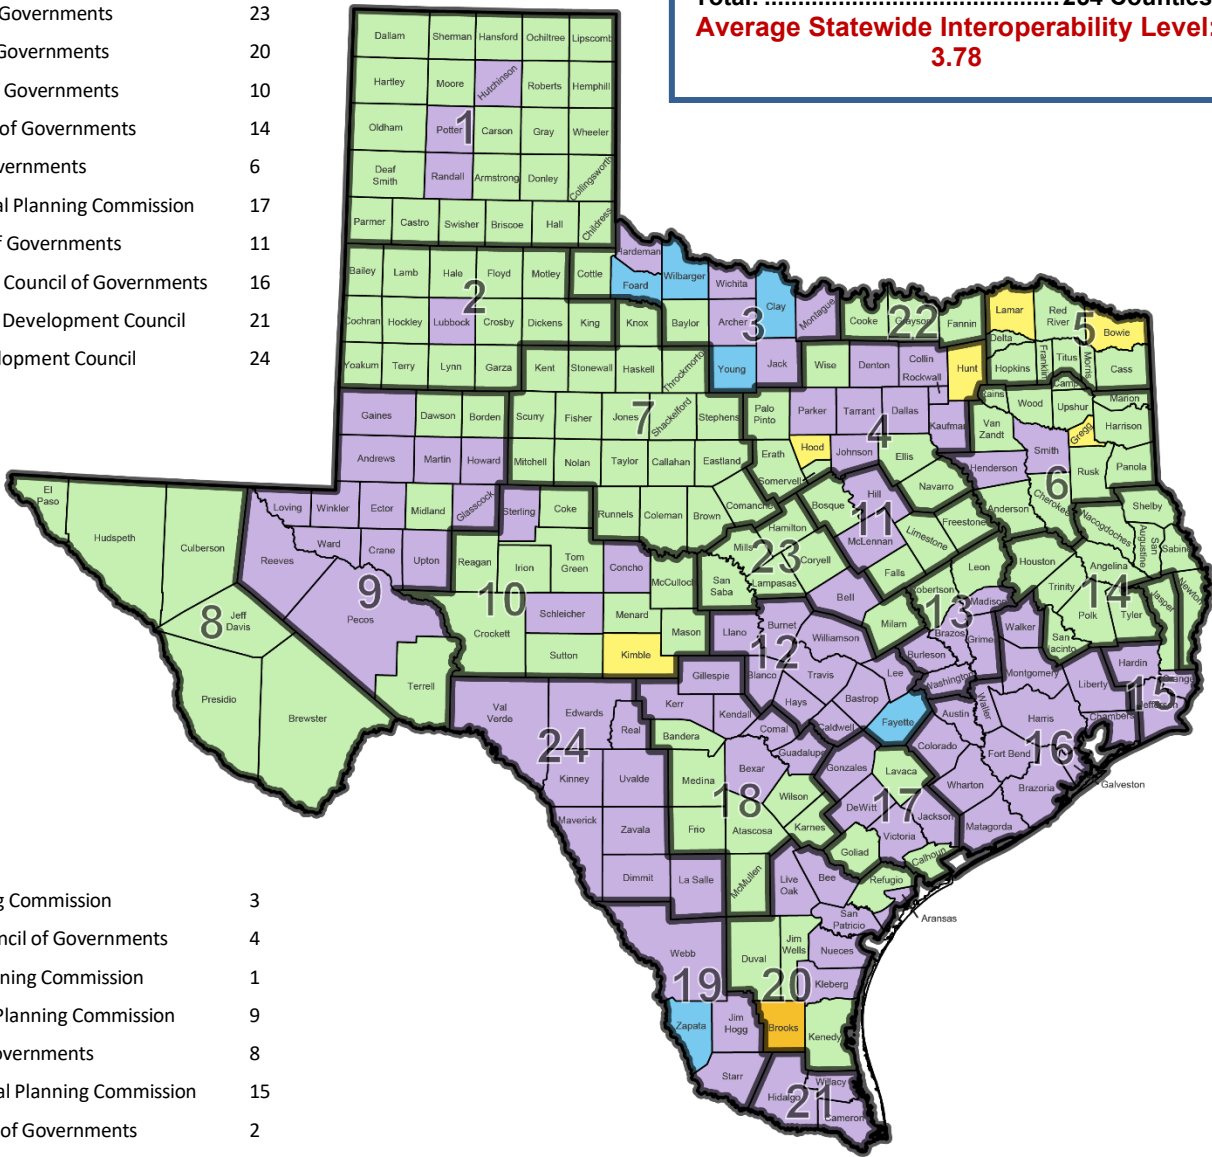 Governments 23
Governments 20
Governments 10
of Governments 14
vernments 6
al Planning Commission 17
f Governments 11
Council of Governments 16
Development Council 21
lopment Council 24
Total: 254 Counties
Average Statewide Interoperability Level:
3.78
Dallam Sherman Hansford Ochiltree Lipscomb
Hartley Moore Hutchinson Roberts Hemphill
Oldham Potter 1 Carson Gray Wheeler
Deaf Smith Randall Armstrong Donley Collingsworth
Parmer Castro Swisher Briscoe Hall Childress
Bailey Lamb Hale Floyd Motley Cottle
2
Cochran Hockley Lubbock Crosby Dickens King Knox
Yoakum Terry Lynn Garza Kent Stonewall Haskell Throckmorton
Hardeman Foard Wilbarger Wichita Clay Montague
Baylor Archer 3 Young Jack
Cooke Grayson 22 Fannin
Lamar Red River 5 Bowie
Delta Hopkins Franklin Titus Morris Cass
Wise Denton Collin Rockwall Hunt
Gaines Dawson Borden Scurry Fisher Jones 7 Shackelford Stephens Palo Pinto
Parker Tarrant Dallas 4 Kaufman
Hood Johnson Ellis
Rains Wood Camp Upshur Marion
Van Zandt Smith Gregg Harrison
Andrews Martin Howard Mitchell Nolan Taylor Callahan Eastland Erath
Somervell Navarro Henderson 6 Rusk Panola
Cherokee Anderson
El Paso Hudspeth Culberson
Loving Winkler Ector Midland Glasscock Sterling Coke Runnels Coleman Brown Comanche
Bosque Hill 11 Limestone Freestone
Nacogdoches Shelby San Augustine Sabine
Reeves Ward Crane Upton Reagan Irion Tom Green Concho McCulloch
Hamilton Mills 23 Coryell McLennan Falls
San Saba Lampasas Bell
Leon Robertson 13 Madison
Houston Angelina Trinity 14 Polk Tyler Jasper Newton
Jeff Davis 8 9 Pecos
10 Schleicher Menard Crockett Sutton Kimble Mason
Llano Burnet 12 Williamson Milam
Brazos Grimes Walker San Jacinto
Burleson Washington Montgomery Liberty Hardin
Orange 15 Jefferson
Presidio Brewster Terrell
Val Verde Edwards 24 Real
Gillespie Blanco Travis Lee Hays Bastrop
Kerr Kendall Comal Caldwell Fayette
Austin Waller Harris Chambers
Bandera Guadalupe Colorado Fort Bend 16
Galveston
Kinney Uvalde Medina Bexar 18 Wilson
Gonzales Lavaca Wharton Brazoria
DeWitt 17 Jackson Matagorda
Maverick Zavala Frio Atascosa Karnes
Victoria Goliad Calhoun
Dimmit La Salle McMullen Live Oak Bee Refugio
Aransas
San Patricio
Webb Duval Jim Wells Nueces
19 20 Kleberg
Zapata Jim Hogg Brooks Kenedy
Starr Hidalgo 21 Willacy
Cameron
g Commission 3
ncil of Governments 4
ning Commission 1
Planning Commission 9
overnments 8
al Planning Commission 15
of Governments 2